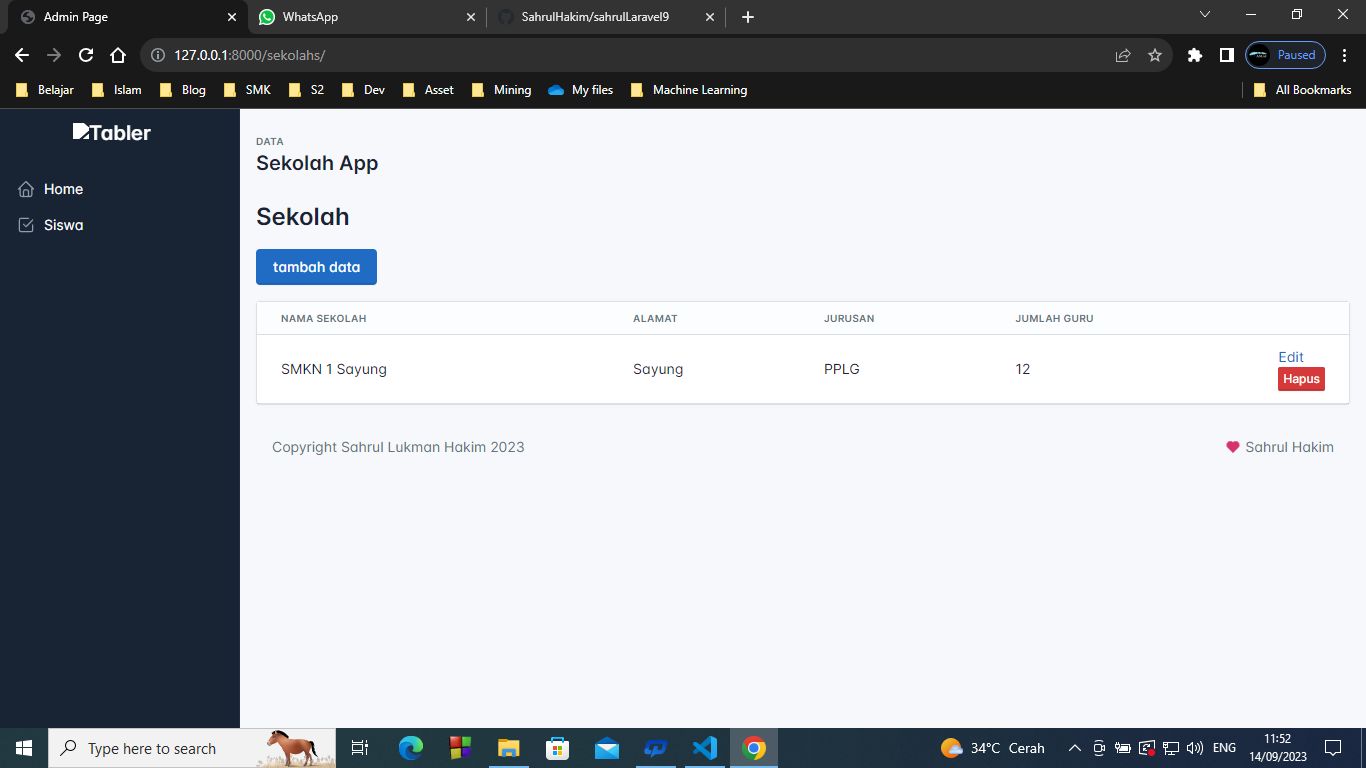 Admin Page
WhatsApp
SahrulHakim/sahrulLaravel9
127.0.0.1:8000/sekolahs/
Paused
Belajar
Islam
Blog
SMK
S2
Dev
Asset
Mining
My files
Machine Learning
All Bookmarks
Tabler
Home
Siswa
DATA
Sekolah App
Sekolah
tambah data
NAMA SEKOLAH ALAMAT JURUSAN JUMLAH GURU
SMKN 1 Sayung Sayung PPLG 12
Edit
Hapus
Copyright Sahrul Lukman Hakim 2023
Sahrul Hakim
Type here to search
34°C Cerah
ENG
11:52
14/09/2023